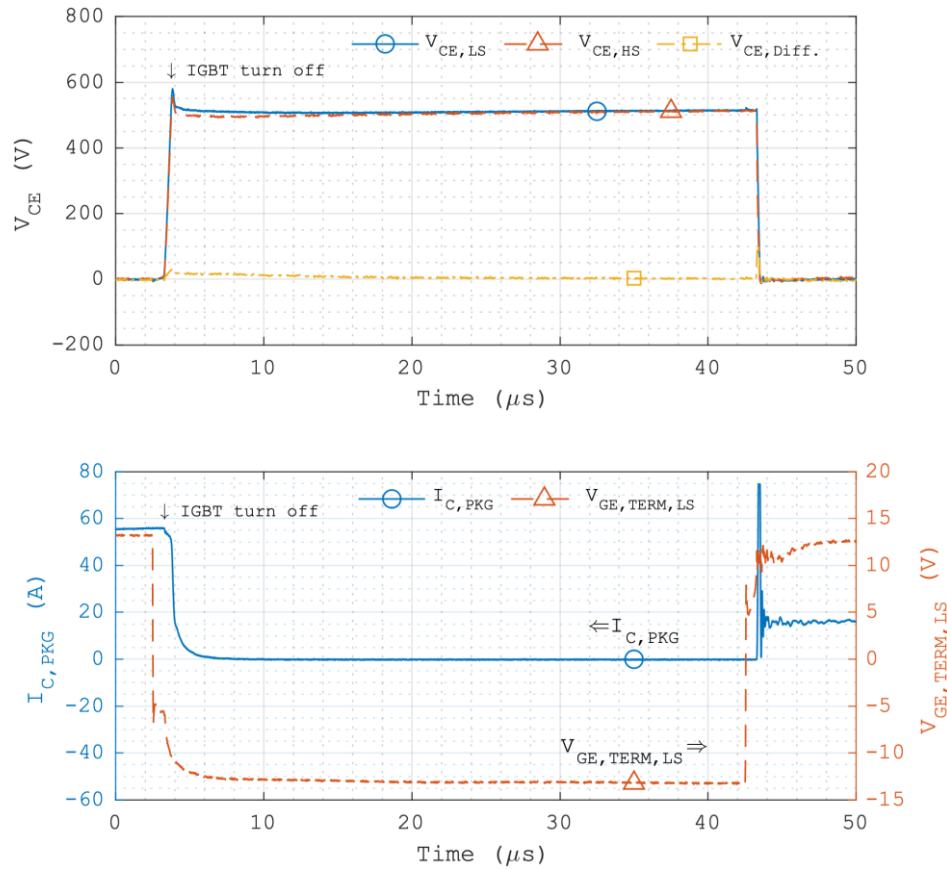 800
600
400
200
0
-200
V_CE (V)
V_CE,LS
V_CE,HS
V_CE,Diff.
↓ IGBT turn off
0 10 20 30 40 50
Time (μs)
80
60
40
20
0
-20
-40
-60
I_C,PKG (A)
I_C,PKG
V_GE,TERM,LS
↓ IGBT turn off
⇐I_C,PKG
V_GE,TERM,LS⇒
20
15
10
5
0
-5
-10
-15
V_GE,TERM,LS (V)
0 10 20 30 40 50
Time (μs)